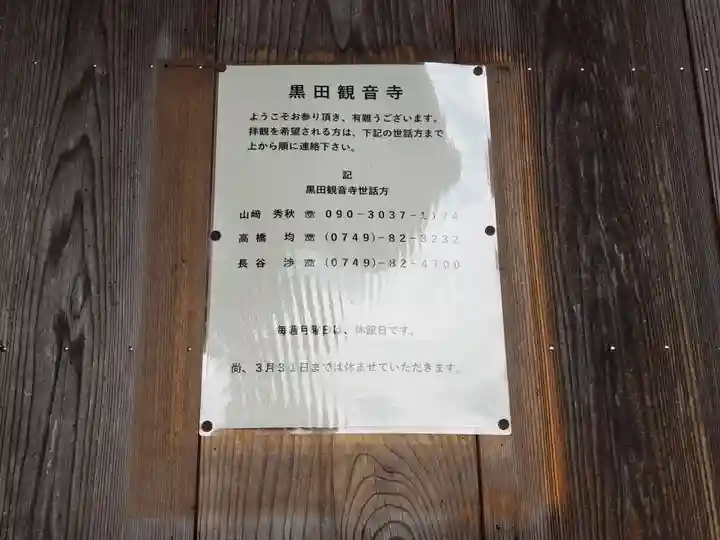 黒田観音寺
ようこそお参り頂き、有難うございます。
拝観を希望される方は、下記の世話方まで
上から順に連絡下さい。
記
黒田観音寺世話方
山﨑 秀秋 ☎ 090-3037-
高橋 均 ☎ (0749)-82-3232
長谷 渉 ☎ (0749)-82-4700
毎週月曜日は、休館日です。
尚、3月31日までは休ませていただきます。